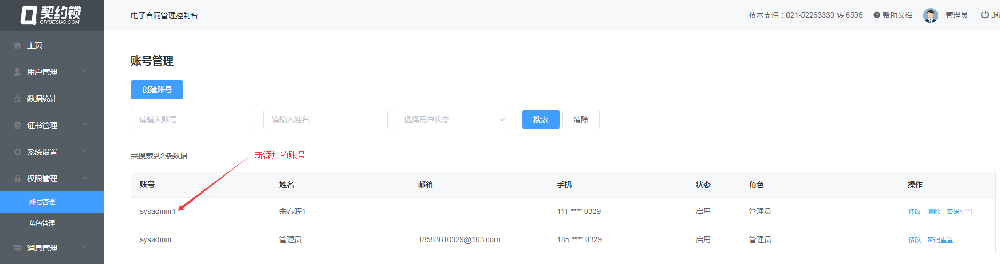 契约锁
QIYUESUO.COM
电子合同管理控制台
技术支持：021-52263339 转 6596
帮助文档
管理员
主页
用户管理
数据统计
证书管理
系统设置
权限管理
账号管理
角色管理
消息管理
账号管理
创建账号
请输入账号
请输入姓名
选择用户状态
搜索
清除
共搜索到2条数据
新添加的账号
账号 姓名 邮箱 手机 状态 角色 操作
sysadmin1 宋春晖1 111 **** 0329 启用 管理员 修改 删除 密码重置
sysadmin 管理员 18583610329@163.com 185 **** 0329 启用 管理员 修改 密码重置